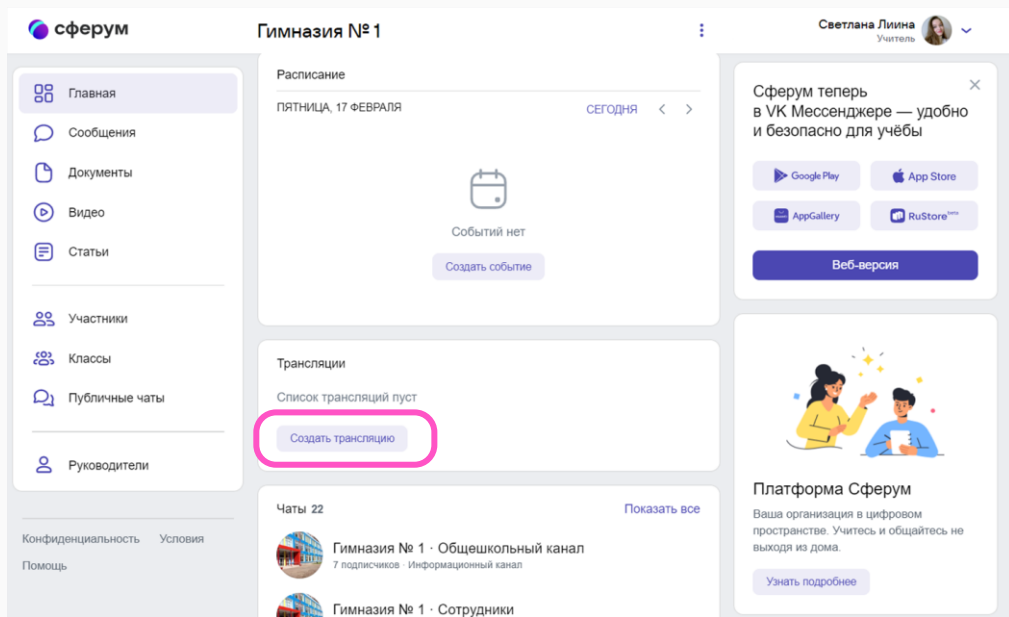 сферум
Гимназия № 1
Светлана Лиина
Учитель
Главная
Сообщения
Документы
Видео
Статьи
Участники
Классы
Публичные чаты
Руководители
Конфиденциальность Условия
Помощь
Расписание
ПЯТНИЦА, 17 ФЕВРАЛЯ СЕГОДНЯ
Событий нет
Создать событие
Трансляции
Список трансляций пуст
Создать трансляцию
Чаты 22 Показать все
Гимназия № 1 · Общешкольный канал
7 подписчиков · Информационный канал
Гимназия № 1 · Сотрудники
Сферум теперь
в VK Мессенджере — удобно
и безопасно для учёбы
Google Play App Store
AppGallery RuStore beta
Веб-версия
Платформа Сферум
Ваша организация в цифровом
пространстве. Учитесь и общайтесь не
выходя из дома.
Узнать подробнее